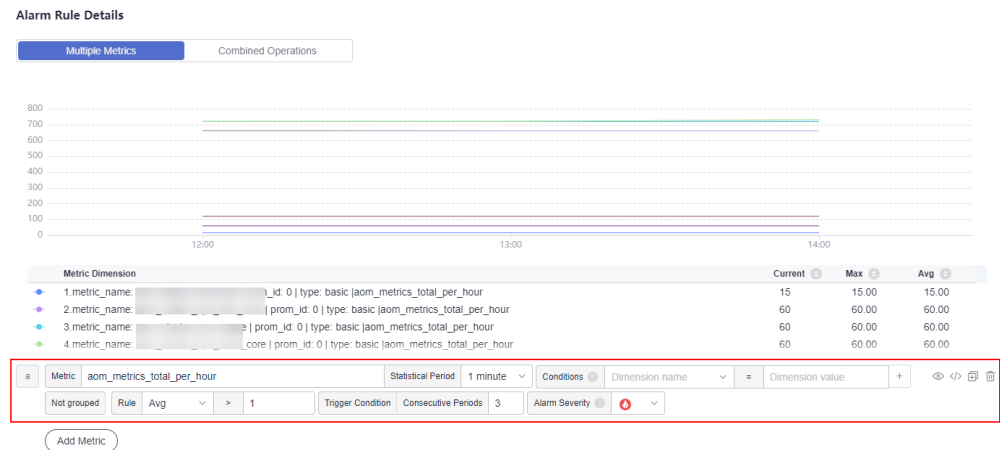 Alarm Rule Details
Multiple Metrics Combined Operations
800
700
600
500
400
300
200
100
0
12:00 13:00 14:00
Metric Dimension Current Max Avg
1.metric_name: _id: 0 | type: basic |aom_metrics_total_per_hour 15 15.00 15.00
2.metric_name: | prom_id: 0 | type: basic |aom_metrics_total_per_hour 60 60.00 60.00
3.metric_name: e | prom_id: 0 | type: basic |aom_metrics_total_per_hour 60 60.00 60.00
4.metric_name: _core | prom_id: 0 | type: basic |aom_metrics_total_per_hour 60 60.00 60.00
a Metric aom_metrics_total_per_hour Statistical Period 1 minute Conditions ? Dimension name = Dimension value +
Not grouped Rule Avg > 1 Trigger Condition Consecutive Periods 3 Alarm Severity ?
Add Metric